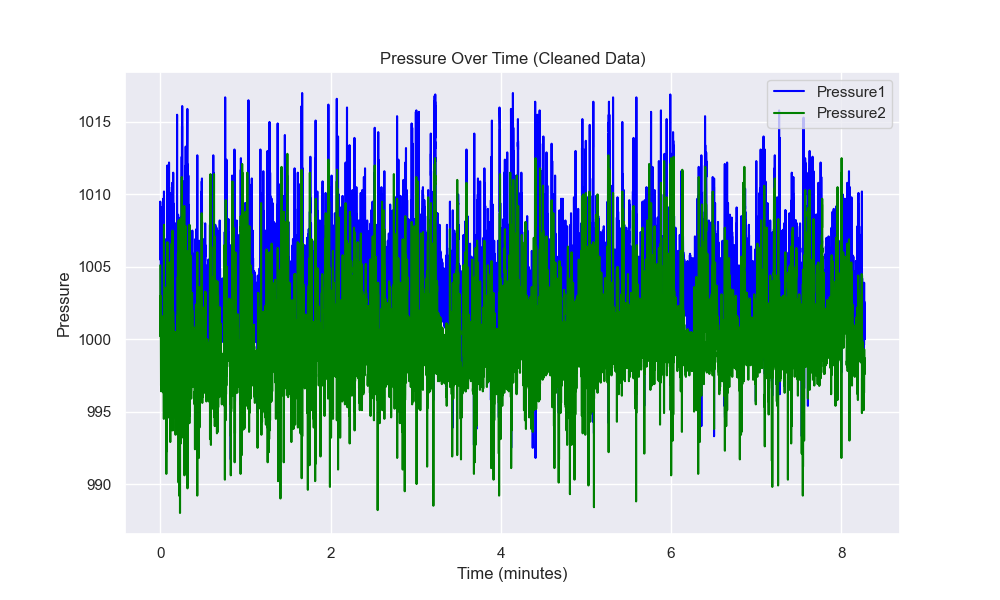 Pressure Over Time (Cleaned Data)
Pressure1
Pressure2
Pressure
1015
1010
1005
1000
995
990
0 2 4 6 8
Time (minutes)